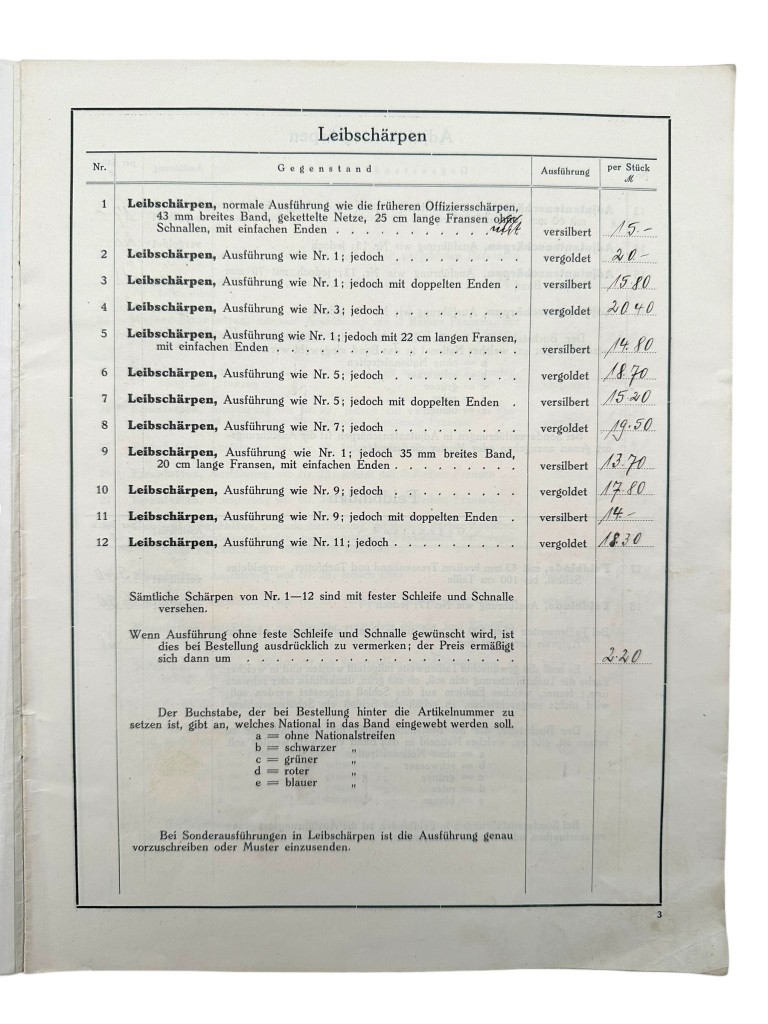 Leibschärpen
Nr. Gegenstand Ausführung per Stück
ℳ
1 Leibschärpen, normale Ausführung wie die früheren Offiziersschärpen,
43 mm breites Band, gekettelte Netze, 25 cm lange Fransen ohne
Schnallen, mit einfachen Enden . . . . . . . . . . . mit versilbert 15.-
2 Leibschärpen, Ausführung wie Nr. 1; jedoch . . . . . . . . . vergoldet 20.-
3 Leibschärpen, Ausführung wie Nr. 1; jedoch mit doppelten Enden . versilbert 15.80
4 Leibschärpen, Ausführung wie Nr. 3; jedoch . . . . . . . . . vergoldet 20.40
5 Leibschärpen, Ausführung wie Nr. 1; jedoch mit 22 cm langen Fransen,
mit einfachen Enden . . . . . . . . . . . . . . . . . versilbert 14.80
6 Leibschärpen, Ausführung wie Nr. 5; jedoch . . . . . . . . . vergoldet 18.70
7 Leibschärpen, Ausführung wie Nr. 5; jedoch mit doppelten Enden . versilbert 15.20
8 Leibschärpen, Ausführung wie Nr. 7; jedoch . . . . . . . . . vergoldet 19.50
9 Leibschärpen, Ausführung wie Nr. 1; jedoch 35 mm breites Band,
20 cm lange Fransen, mit einfachen Enden . . . . . . . . . versilbert 13.70
10 Leibschärpen, Ausführung wie Nr. 9; jedoch . . . . . . . . . vergoldet 17.80
11 Leibschärpen, Ausführung wie Nr. 9; jedoch mit doppelten Enden . versilbert 14.-
12 Leibschärpen, Ausführung wie Nr. 11; jedoch . . . . . . . . . vergoldet 18.30
Sämtliche Schärpen von Nr. 1—12 sind mit fester Schleife und Schnalle
versehen.
Wenn Ausführung ohne feste Schleife und Schnalle gewünscht wird, ist
dies bei Bestellung ausdrücklich zu vermerken; der Preis ermäßigt
sich dann um . . . . . . . . . . . . . . . . . . . 2.20
Der Buchstabe, der bei Bestellung hinter die Artikelnummer zu
setzen ist, gibt an, welches National in das Band eingewebt werden soll.
a = ohne Nationalstreifen
b = schwarzer „
c = grüner „
d = roter „
e = blauer „
Bei Sonderausführungen in Leibschärpen ist die Ausführung genau
vorzuschreiben oder Muster einzusenden.
3